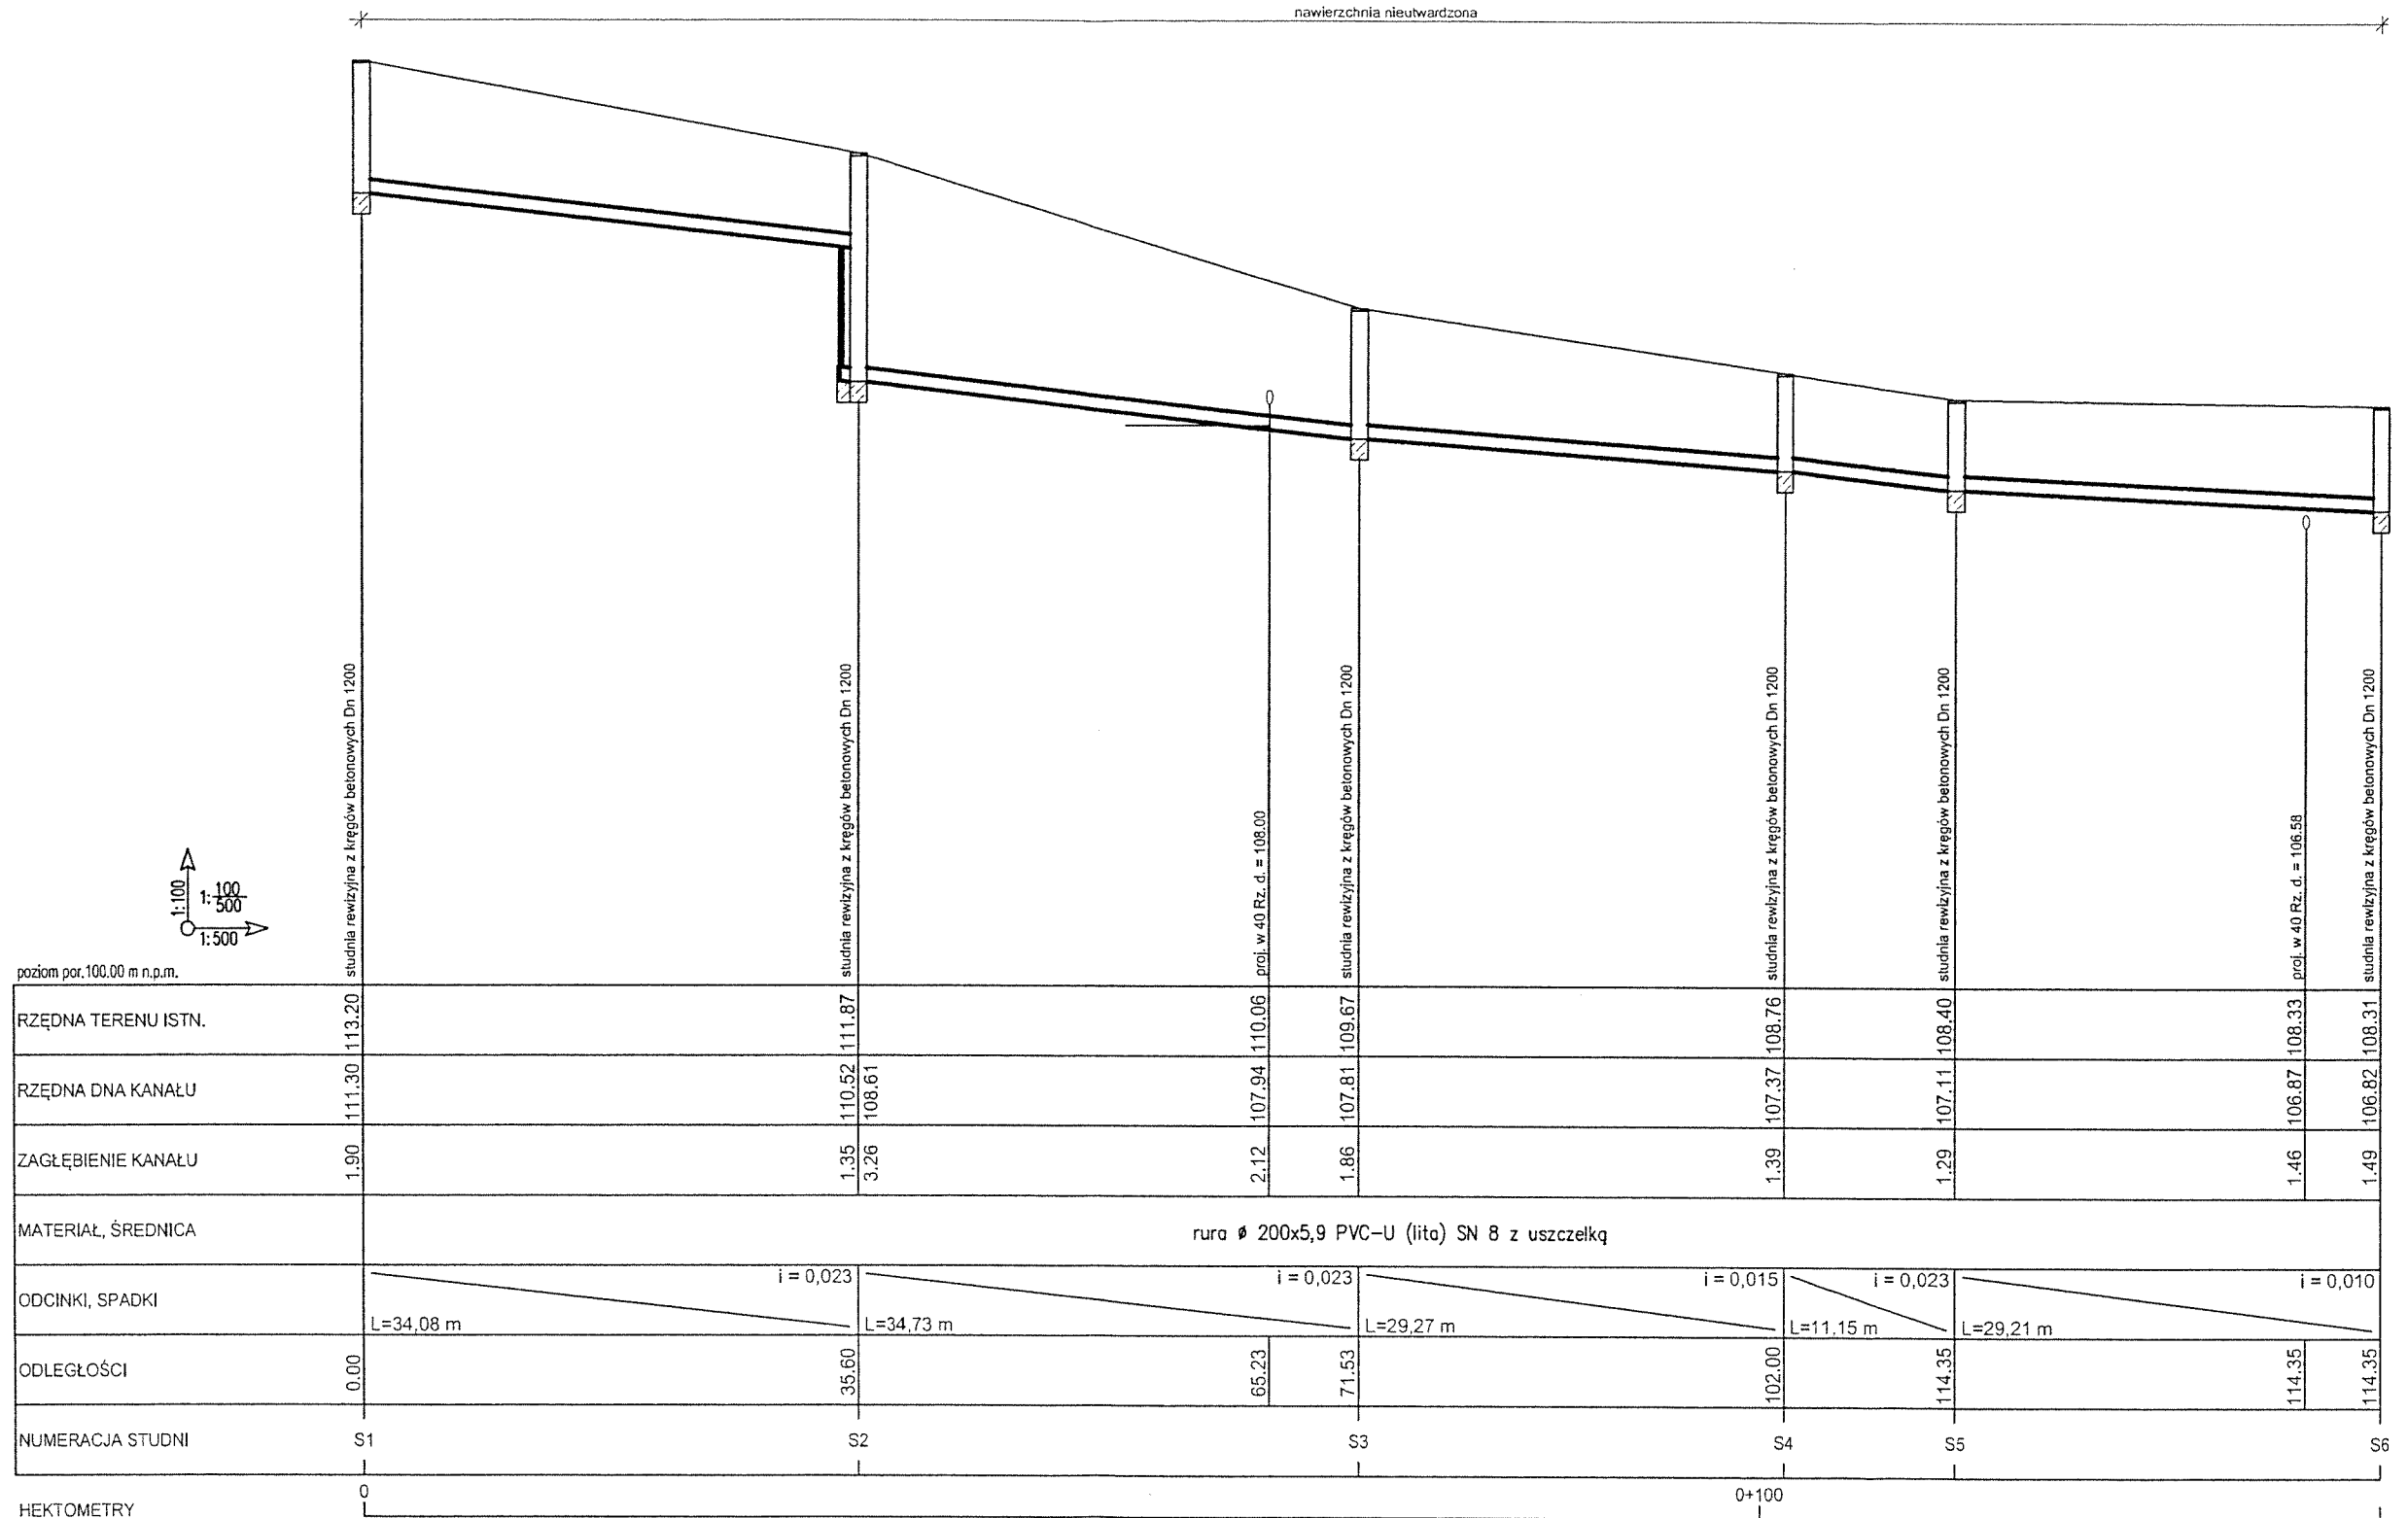 nawierzchnia nieutwardzona
studnia rewizyjna z kręgów betonowych Dn 1200
studnia rewizyjna z kręgów betonowych Dn 1200
proj. w 40 Rz. d. = 108.00
studnia rewizyjna z kręgów betonowych Dn 1200
studnia rewizyjna z kręgów betonowych Dn 1200
studnia rewizyjna z kręgów betonowych Dn 1200
proj. w 40 Rz. d. = 106.58
studnia rewizyjna z kręgów betonowych Dn 1200
1:100
1:100/500
1:500
poziom por.100.00 m n.p.m.
RZĘDNA TERENU ISTN. 113.20 111.87 110.06 109.67 108.76 108.40 108.33 108.31
RZĘDNA DNA KANAŁU 111.30 110.52 108.61 107.94 107.81 107.37 107.11 106.87 106.82
ZAGŁĘBIENIE KANAŁU 1.90 1.35 3.26 2.12 1.86 1.39 1.29 1.46 1.49
MATERIAŁ, ŚREDNICA rura ø 200x5,9 PVC-U (lita) SN 8 z uszczelką
ODCINKI, SPADKI
i = 0,023 i = 0,023 i = 0,015 i = 0,023 i = 0,010
L=34,08 m L=34,73 m L=29,27 m L=11,15 m L=29,21 m
ODLEGŁOŚCI 0.00 35.60 65.23 71.53 102.00 114.35 114.35 114.35
NUMERACJA STUDNI S1 S2 S3 S4 S5 S6
HEKTOMETRY 0 0+100